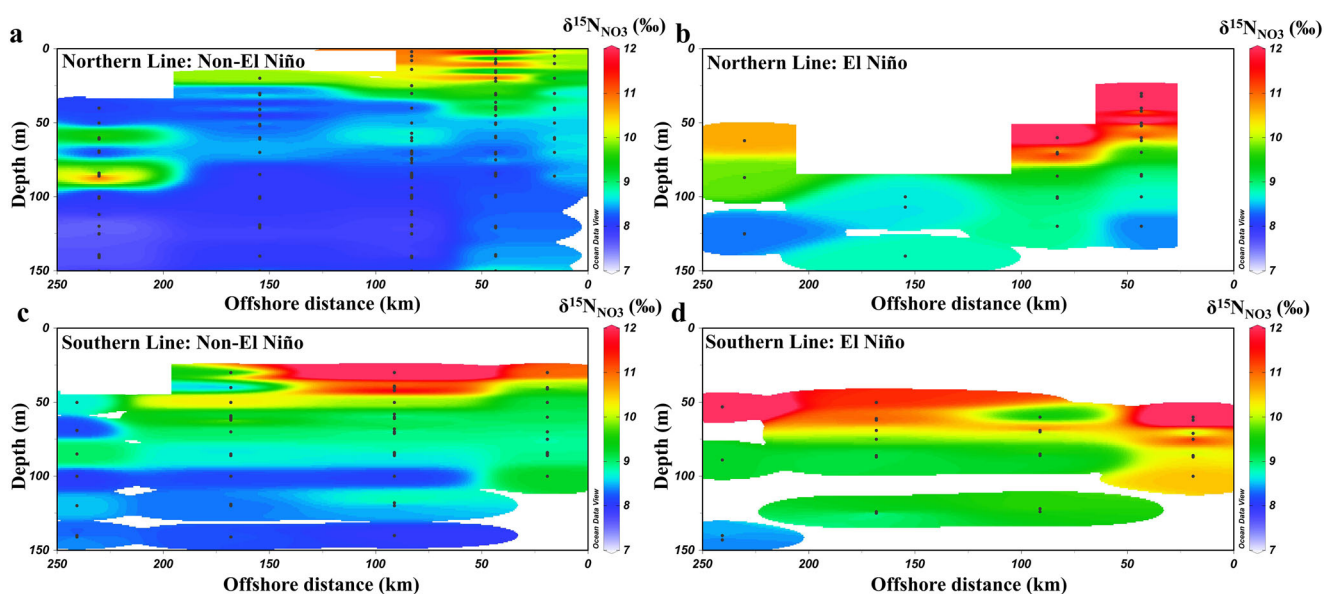 a
Northern Line: Non-El Niño
δ¹⁵N_NO3 (‰)
0
50
100
150
Depth (m)
250
200
150
100
50
0
Offshore distance (km)
12
11
10
9
8
7
Ocean Data View
b
Northern Line: El Niño
δ¹⁵N_NO3 (‰)
0
50
100
150
Depth (m)
250
200
150
100
50
0
Offshore distance (km)
12
11
10
9
8
7
Ocean Data View
c
Southern Line: Non-El Niño
δ¹⁵N_NO3 (‰)
0
50
100
150
Depth (m)
250
200
150
100
50
0
Offshore distance (km)
12
11
10
9
8
7
Ocean Data View
d
Southern Line: El Niño
δ¹⁵N_NO3 (‰)
0
50
100
150
Depth (m)
250
200
150
100
50
0
Offshore distance (km)
12
11
10
9
8
7
Ocean Data View